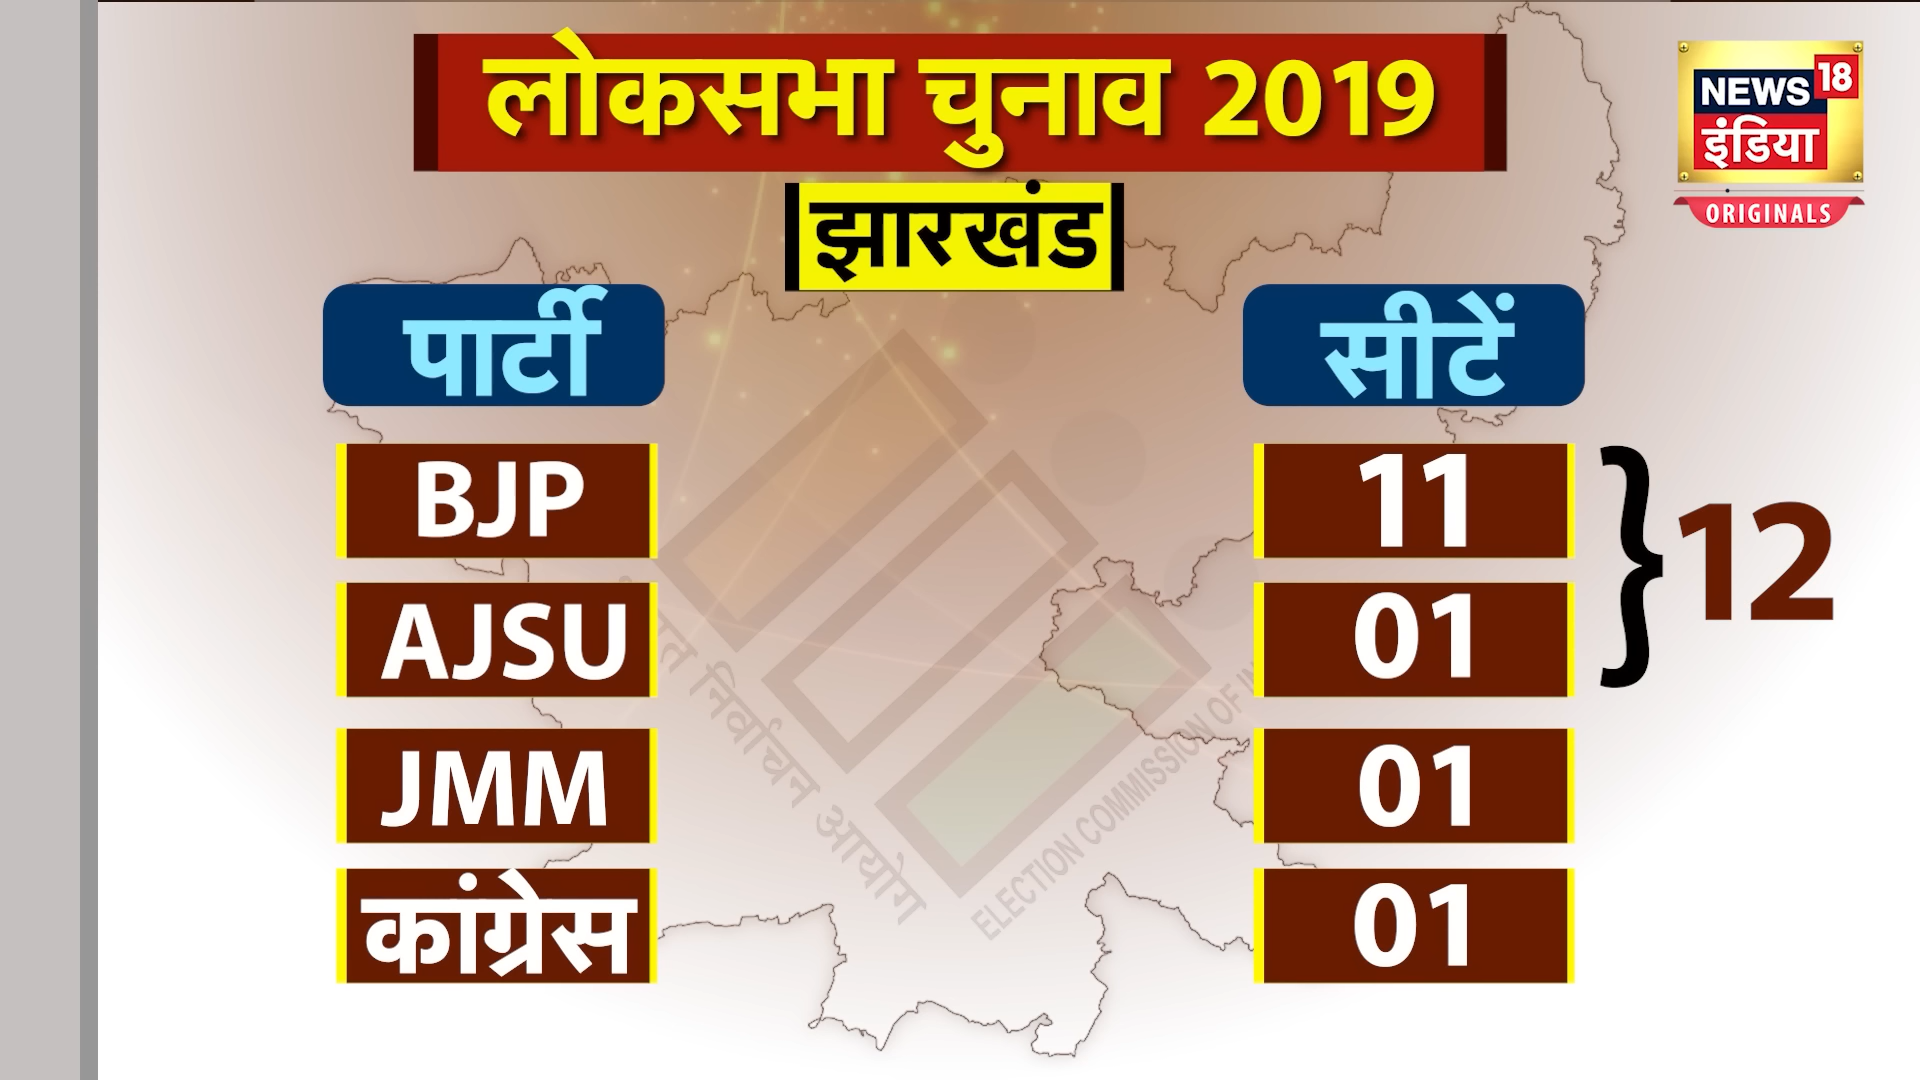 लोकसभा चुनाव 2019
NEWS 18
इंडिया
ORIGINALS
झारखंड
पार्टी सीटें
BJP 11
AJSU 01
} 12
JMM 01
कांग्रेस 01
निर्वाचन आयोग
ELECTION COMMISSION OF